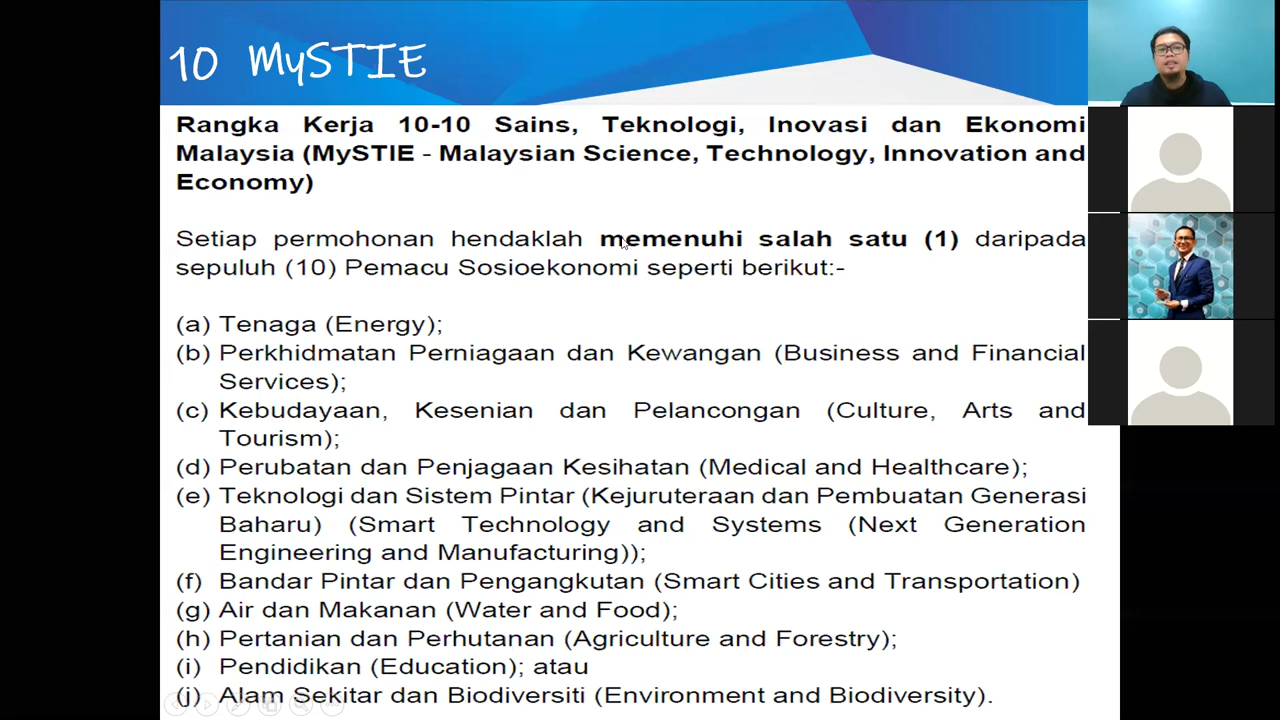 10 MySTIE
Rangka Kerja 10-10 Sains, Teknologi, Inovasi dan Ekonomi
Malaysia (MySTIE - Malaysian Science, Technology, Innovation and
Economy)
Setiap permohonan hendaklah memenuhi salah satu (1) daripada
sepuluh (10) Pemacu Sosioekonomi seperti berikut:-
(a) Tenaga (Energy);
(b) Perkhidmatan Perniagaan dan Kewangan (Business and Financial
Services);
(c) Kebudayaan, Kesenian dan Pelancongan (Culture, Arts and
Tourism);
(d) Perubatan dan Penjagaan Kesihatan (Medical and Healthcare);
(e) Teknologi dan Sistem Pintar (Kejuruteraan dan Pembuatan Generasi
Baharu) (Smart Technology and Systems (Next Generation
Engineering and Manufacturing));
(f) Bandar Pintar dan Pengangkutan (Smart Cities and Transportation)
(g) Air dan Makanan (Water and Food);
(h) Pertanian dan Perhutanan (Agriculture and Forestry);
(i) Pendidikan (Education); atau
(j) Alam Sekitar dan Biodiversiti (Environment and Biodiversity).